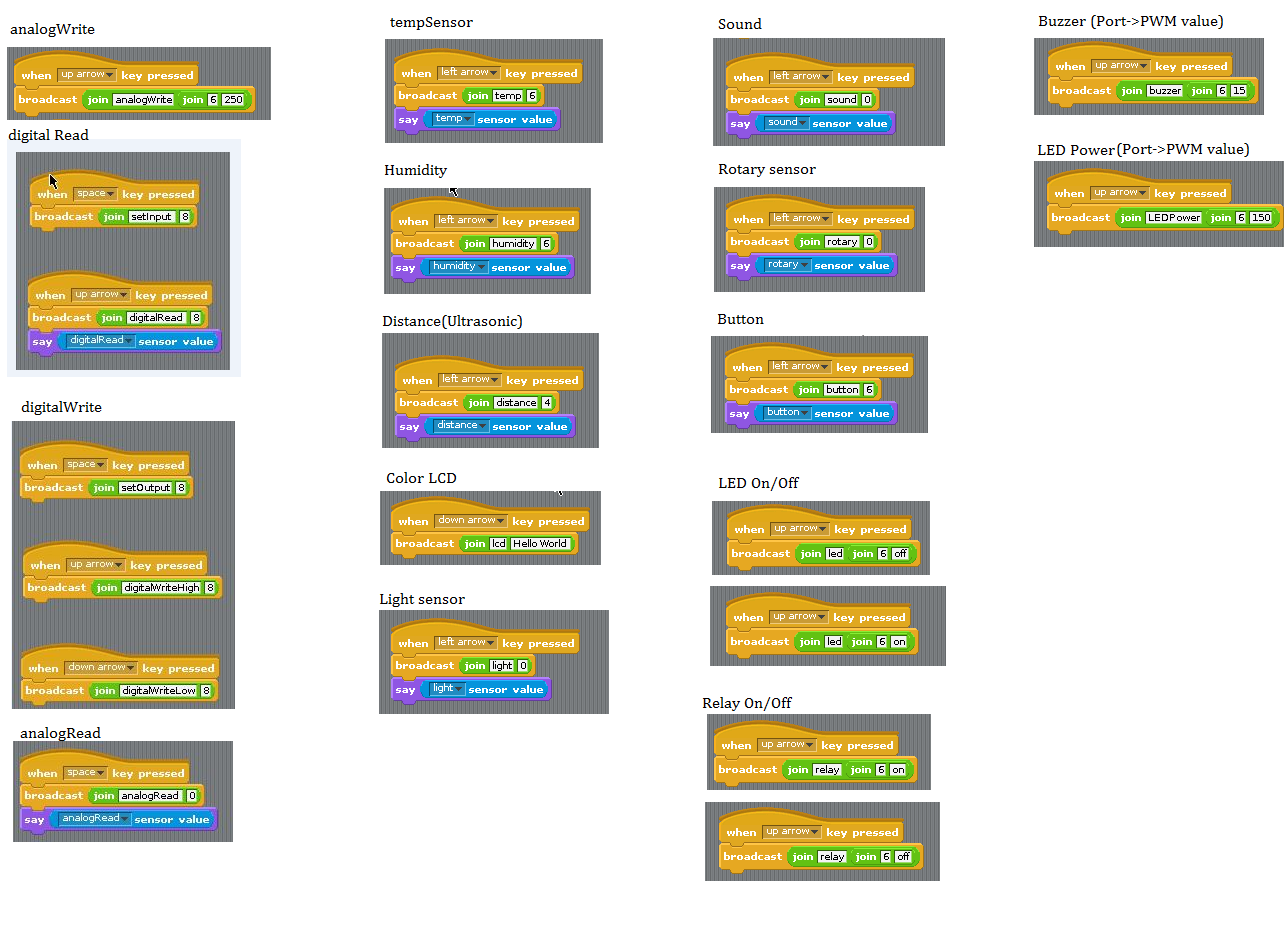 analogWrite
when up arrow key pressed
broadcast join analogWrite join 6 250
digital Read
when space key pressed
broadcast join setInput 8
when up arrow key pressed
broadcast join digitalRead 8
say digitalRead sensor value
digitalWrite
when space key pressed
broadcast join setOutput 8
when up arrow key pressed
broadcast join digitalWriteHigh 8
when down arrow key pressed
broadcast join digitalWriteLow 8
analogRead
when space key pressed
broadcast join analogRead 0
say analogRead sensor value
tempSensor
when left arrow key pressed
broadcast join temp 6
say temp sensor value
Humidity
when left arrow key pressed
broadcast join humidity 6
say humidity sensor value
Distance(Ultrasonic)
when left arrow key pressed
broadcast join distance 4
say distance sensor value
Color LCD
when down arrow key pressed
broadcast join lcd Hello World
Light sensor
when left arrow key pressed
broadcast join light 0
say light sensor value
Sound
when left arrow key pressed
broadcast join sound 0
say sound sensor value
Rotary sensor
when left arrow key pressed
broadcast join rotary 0
say rotary sensor value
Button
when left arrow key pressed
broadcast join button 6
say button sensor value
LED On/Off
when up arrow key pressed
broadcast join led join 6 off
when up arrow key pressed
broadcast join led join 6 on
Relay On/Off
when up arrow key pressed
broadcast join relay join 6 on
when up arrow key pressed
broadcast join relay join 6 off
Buzzer (Port->PWM value)
when up arrow key pressed
broadcast join buzzer join 6 15
LED Power(Port->PWM value)
when up arrow key pressed
broadcast join LEDPower join 6 150